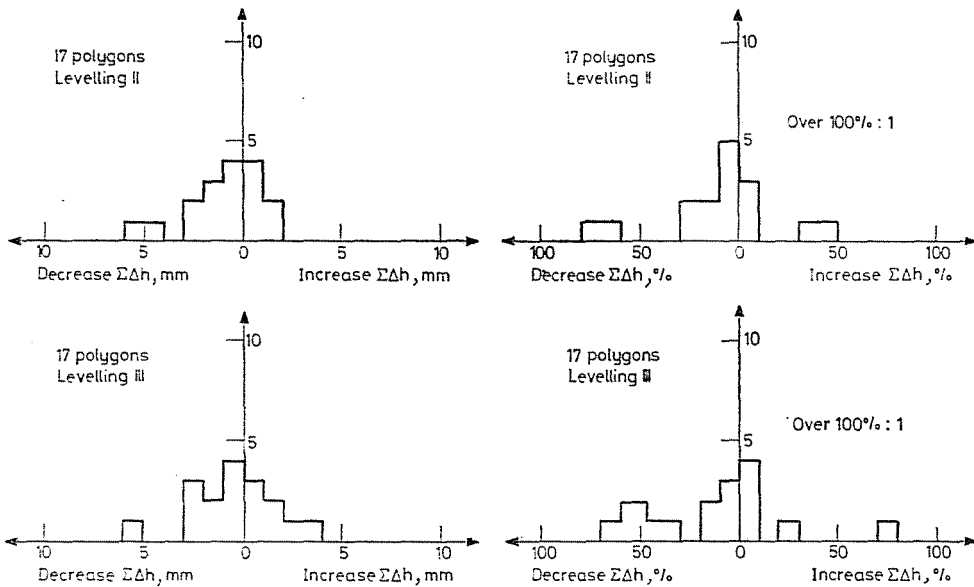 17 polygons
Levelling II
10
5
10
5
0
5
10
Decrease ΣΔh, mm
Increase ΣΔh, mm
17 polygons
Levelling II
10
5
Over 100% : 1
100
50
0
50
100%
Decrease ΣΔh, %
Increase ΣΔh, %
17 polygons
Levelling III
10
5
10
5
0
5
10
Decrease ΣΔh, mm
Increase ΣΔh, mm
17 polygons
Levelling III
10
5
Over 100% : 1
100
50
0
50
100%
Decrease ΣΔh, %
Increase ΣΔh, %